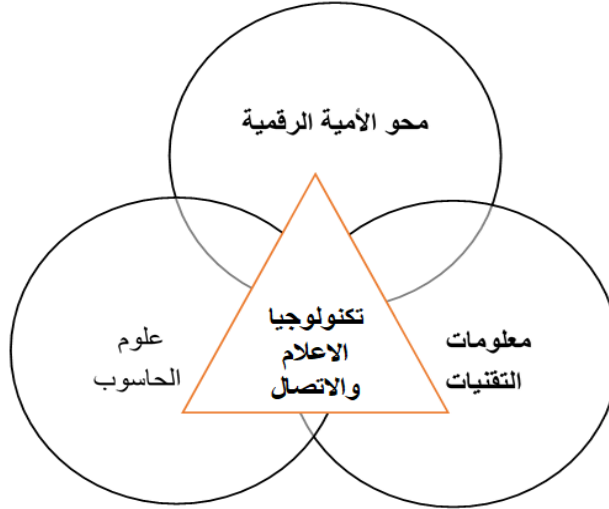 محو الأمية الرقمية
تكنولوجيا
الاعلام
والاتصال
معلومات
التقنيات
علوم
الحاسوب